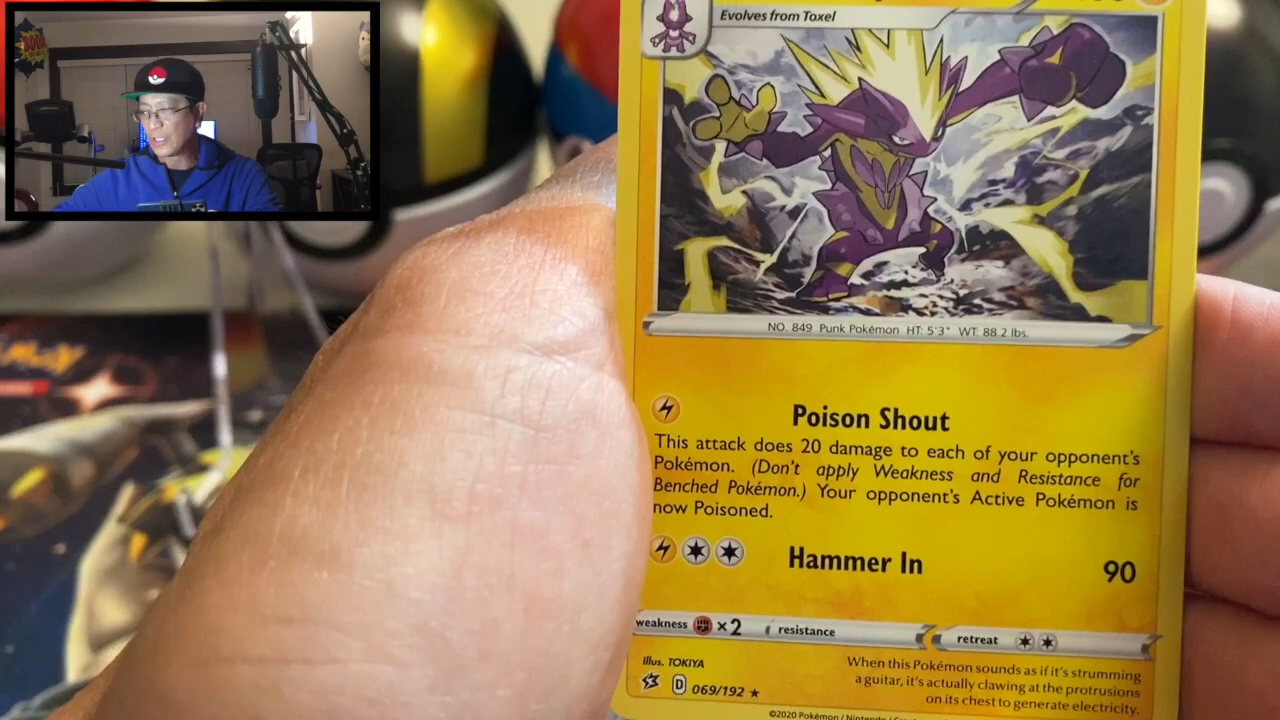 Evolves from Toxel
NO. 849 Punk Pokémon HT: 5'3" WT: 88.2 lbs.
Poison Shout
This attack does 20 damage to each of your opponent's
Pokémon. (Don't apply Weakness and Resistance for
Benched Pokémon.) Your opponent's Active Pokémon is
now Poisoned.
Hammer In 90
weakness ×2 resistance retreat
Illus. TOKIYA
D 069/192 ★
When this Pokémon sounds as if it's strumming
a guitar, it's actually clawing at the protrusions
on its chest to generate electricity.
©2020 Pokémon / Nintendo /